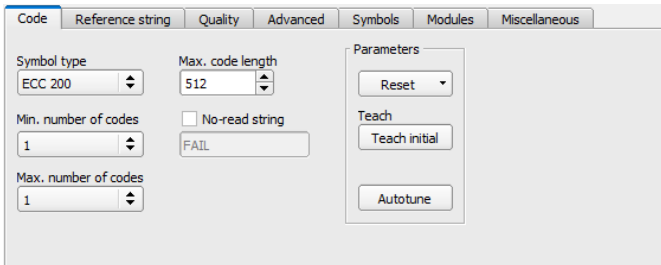 Code Reference string Quality Advanced Symbols Modules Miscellaneous
Symbol type Max. code length Parameters
ECC 200 512 Reset
Min. number of codes No-read string Teach
1 FAIL Teach initial
Max. number of codes
1 Autotune